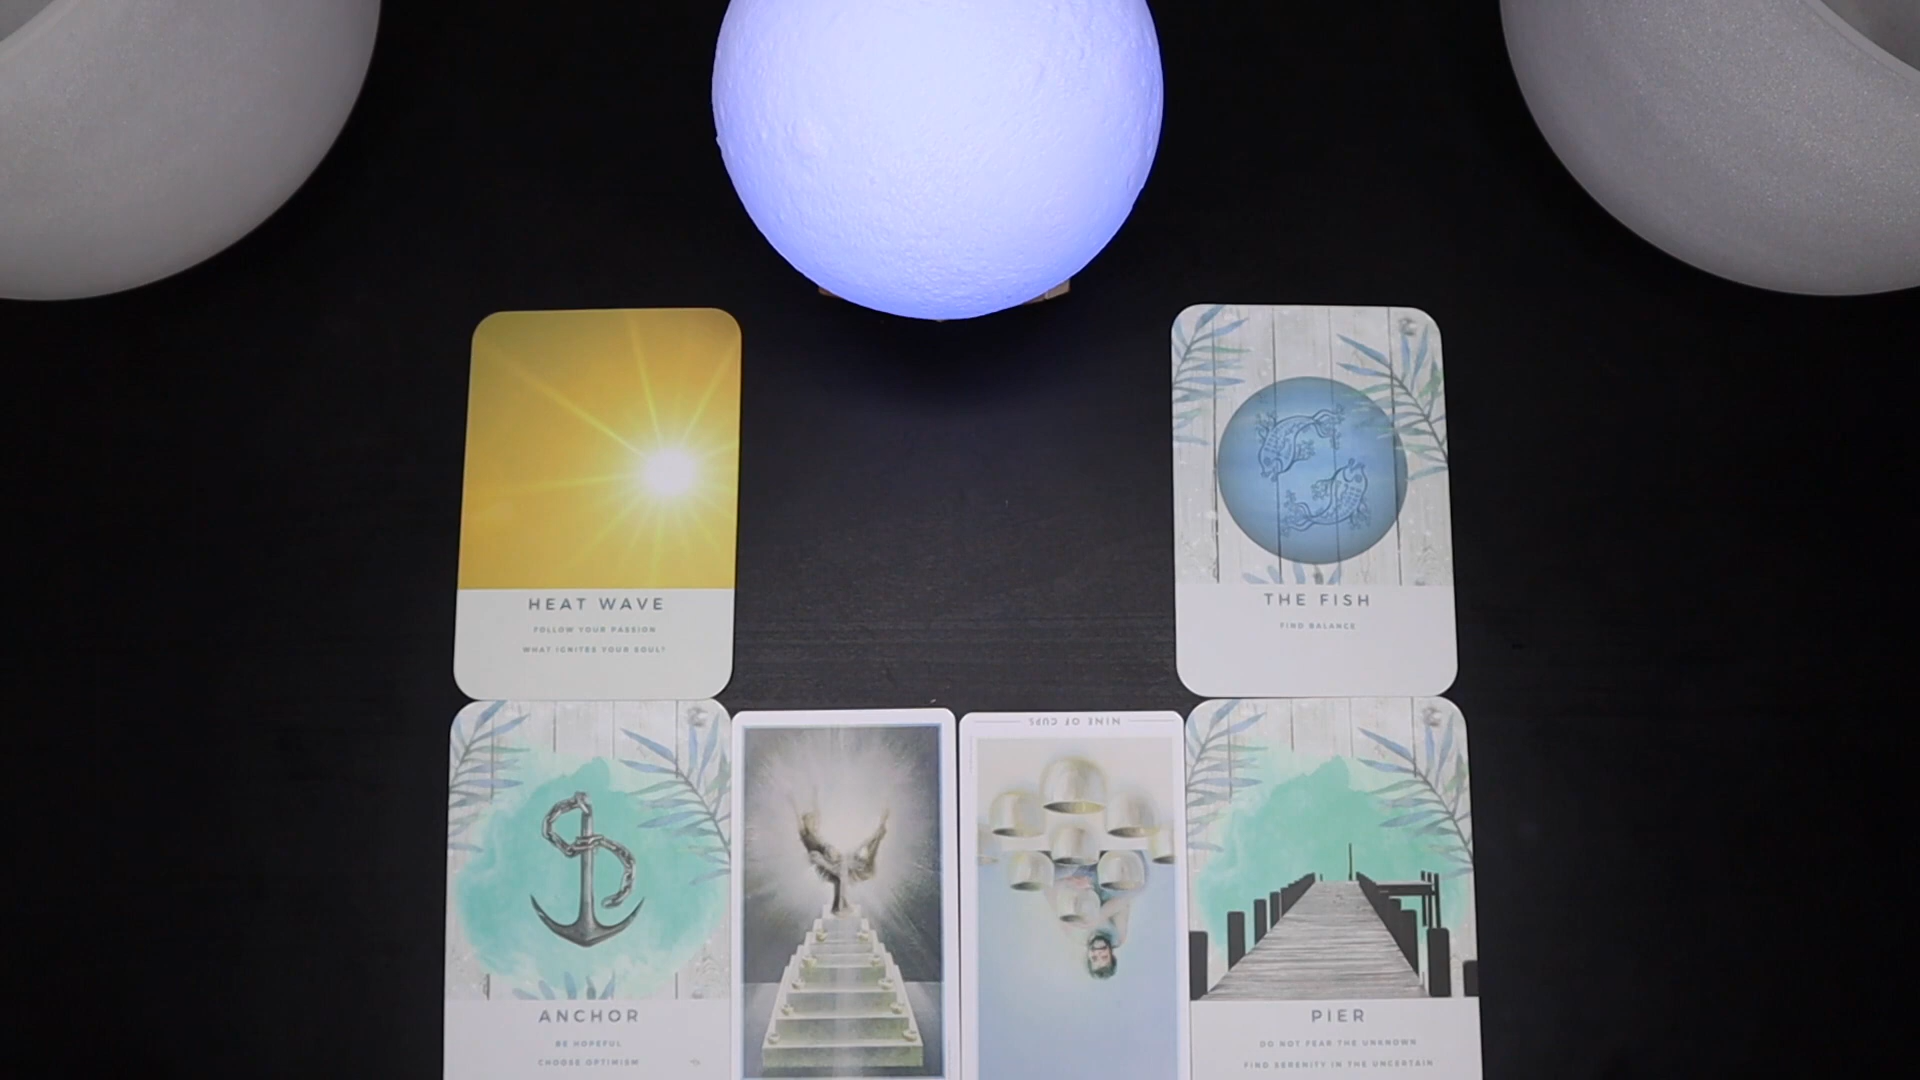 HEAT WAVE
FOLLOW YOUR PASSION
WHAT IGNITES YOUR SOUL?
THE FISH
FIND BALANCE
NINE OF CUPS
ANCHOR
BE HOPEFUL
CHOOSE OPTIMISM
PIER
DO NOT FEAR THE UNKNOWN
FIND SERENITY IN THE UNCERTAIN